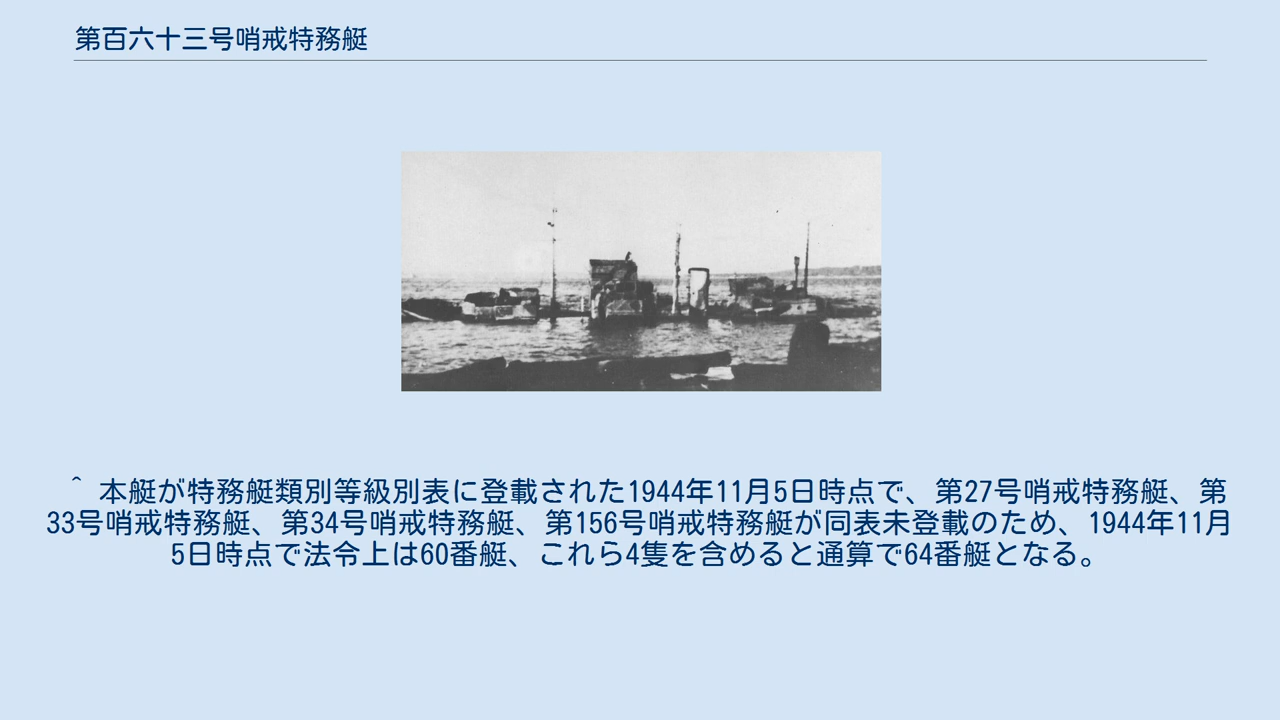 第百六十三号哨戒特務艇
^ 本艇が特務艇類別等級別表に登載された1944年11月5日時点で、第27号哨戒特務艇、第
33号哨戒特務艇、第34号哨戒特務艇、第156号哨戒特務艇が同表未登載のため、1944年11月
5日時点で法令上は60番艇、これら4隻を含めると通算で64番艇となる。